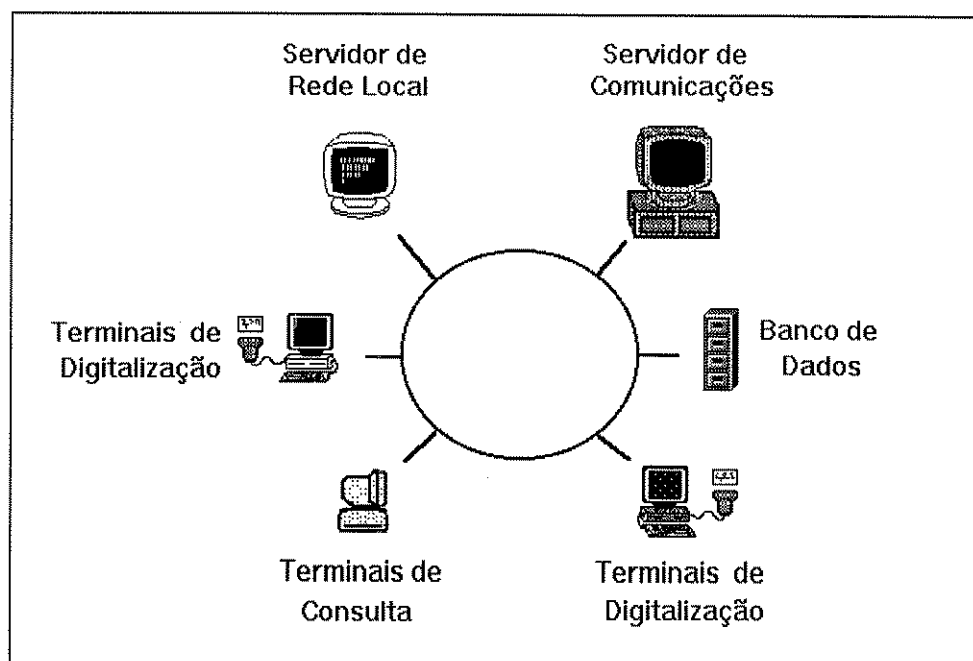 Servidor de
Rede Local
Servidor de
Comunicações
Terminais de
Digitalização
Banco de
Dados
Terminais de
Consulta
Terminais de
Digitalização